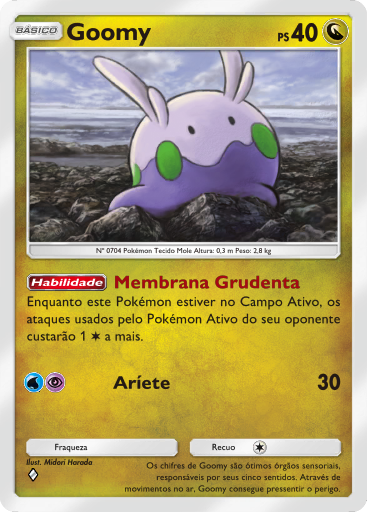 BÁSICO Goomy PS 40
Nº 0704 Pokémon Tecido Mole Altura: 0,3 m Peso: 2,8 kg
Habilidade Membrana Grudenta
Enquanto este Pokémon estiver no Campo Ativo, os
ataques usados pelo Pokémon Ativo do seu oponente
custarão 1 a mais.
Aríete 30
Fraqueza Recuo
Ilust. Midori Harada
Os chifres de Goomy são ótimos órgãos sensoriais,
responsáveis por seus cinco sentidos. Através de
movimentos no ar, Goomy consegue pressentir o perigo.